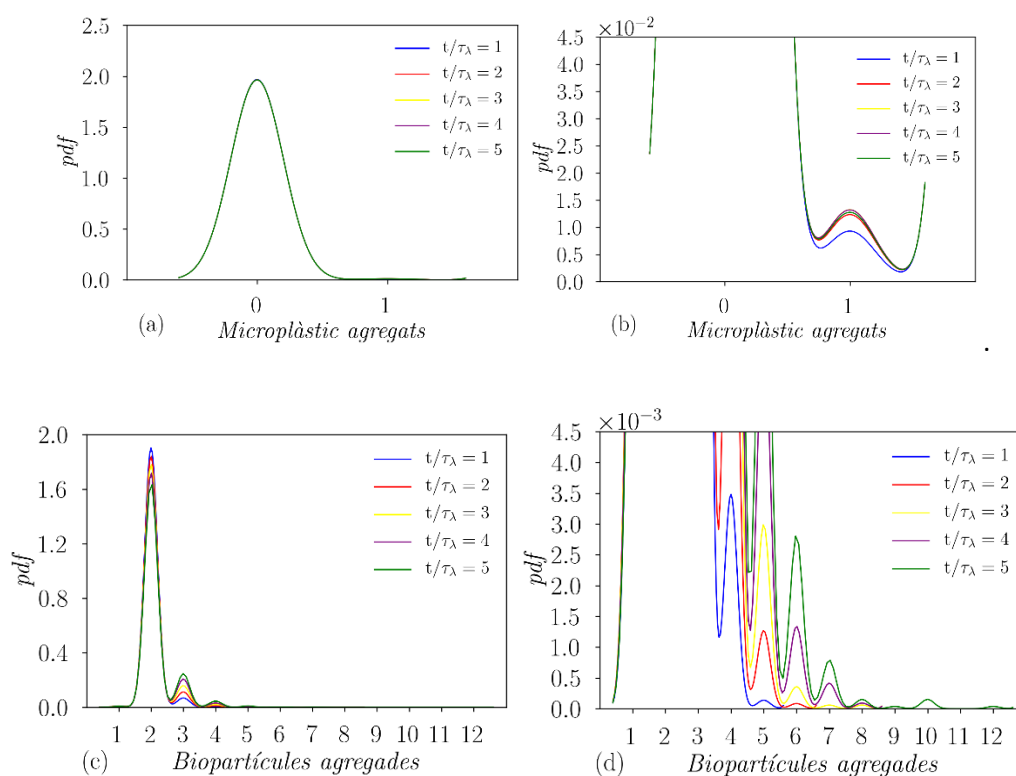 2.5
2.0
1.5
1.0
0.5
0.0
pdf
t/τλ = 1
t/τλ = 2
t/τλ = 3
t/τλ = 4
t/τλ = 5
0 1
(a) Microplàstic agregats
×10⁻²
4.5
4.0
3.5
3.0
2.5
2.0
1.5
1.0
0.5
0.0
pdf
t/τλ = 1
t/τλ = 2
t/τλ = 3
t/τλ = 4
t/τλ = 5
0 1
(b) Microplàstic agregats
.
2.0
1.6
1.2
0.8
0.4
0.0
pdf
t/τλ = 1
t/τλ = 2
t/τλ = 3
t/τλ = 4
t/τλ = 5
1 2 3 4 5 6 7 8 9 10 11 12
(c) Biopartícules agregades
×10⁻³
4.5
4.0
3.5
3.0
2.5
2.0
1.5
1.0
0.5
0.0
pdf
t/τλ = 1
t/τλ = 2
t/τλ = 3
t/τλ = 4
t/τλ = 5
1 2 3 4 5 6 7 8 9 10 11 12
(d) Biopartícules agregades